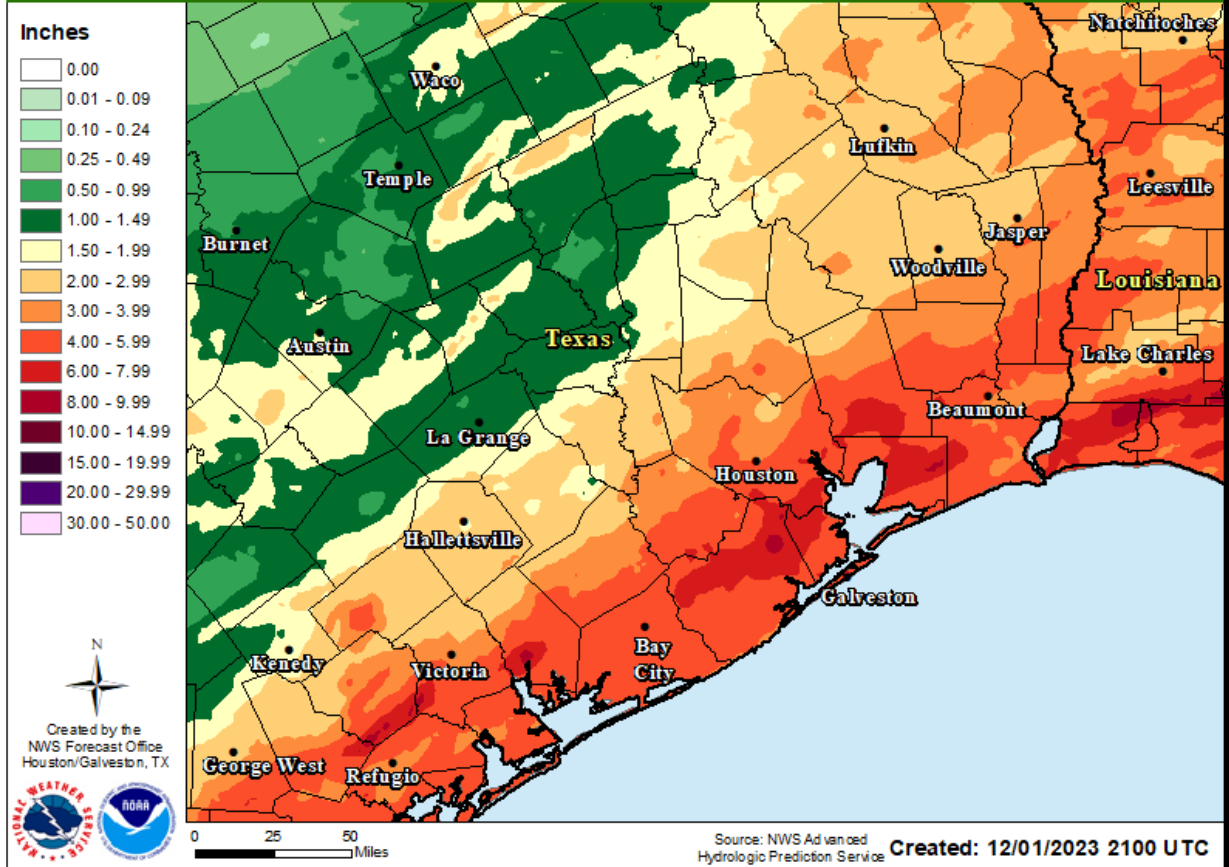 Inches
0.00
0.01 - 0.09
0.10 - 0.24
0.25 - 0.49
0.50 - 0.99
1.00 - 1.49
1.50 - 1.99
2.00 - 2.99
3.00 - 3.99
4.00 - 5.99
6.00 - 7.99
8.00 - 9.99
10.00 - 14.99
15.00 - 19.99
20.00 - 29.99
30.00 - 50.00
N
Created by the
NWS Forecast Office
Houston/Galveston, TX
NATIONAL WEATHER SERVICE
NOAA
Natchitoches
Waco
Lufkin
Temple
Leesville
Burnet
Jasper
Woodville
Louisiana
Austin
Texas
Lake Charles
Beaumont
La Grange
Houston
Hallettsville
Galveston
Bay
City
Kenedy
Victoria
George West
Refugio
0 25 50
Miles
Source: NWS Advanced
Hydrologic Prediction Service
Created: 12/01/2023 2100 UTC